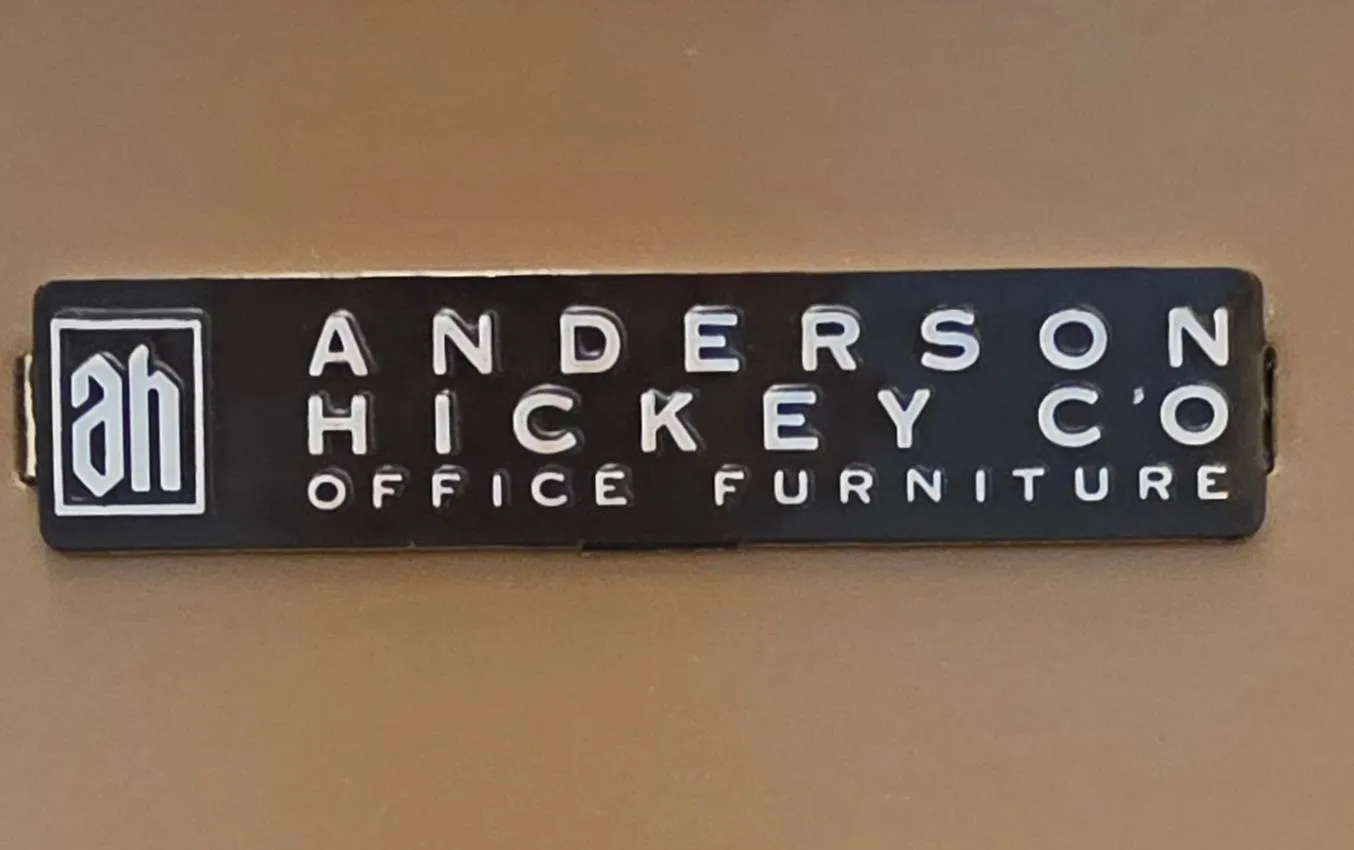 ah
ANDERSON
HICKEY C'O
OFFICE FURNITURE